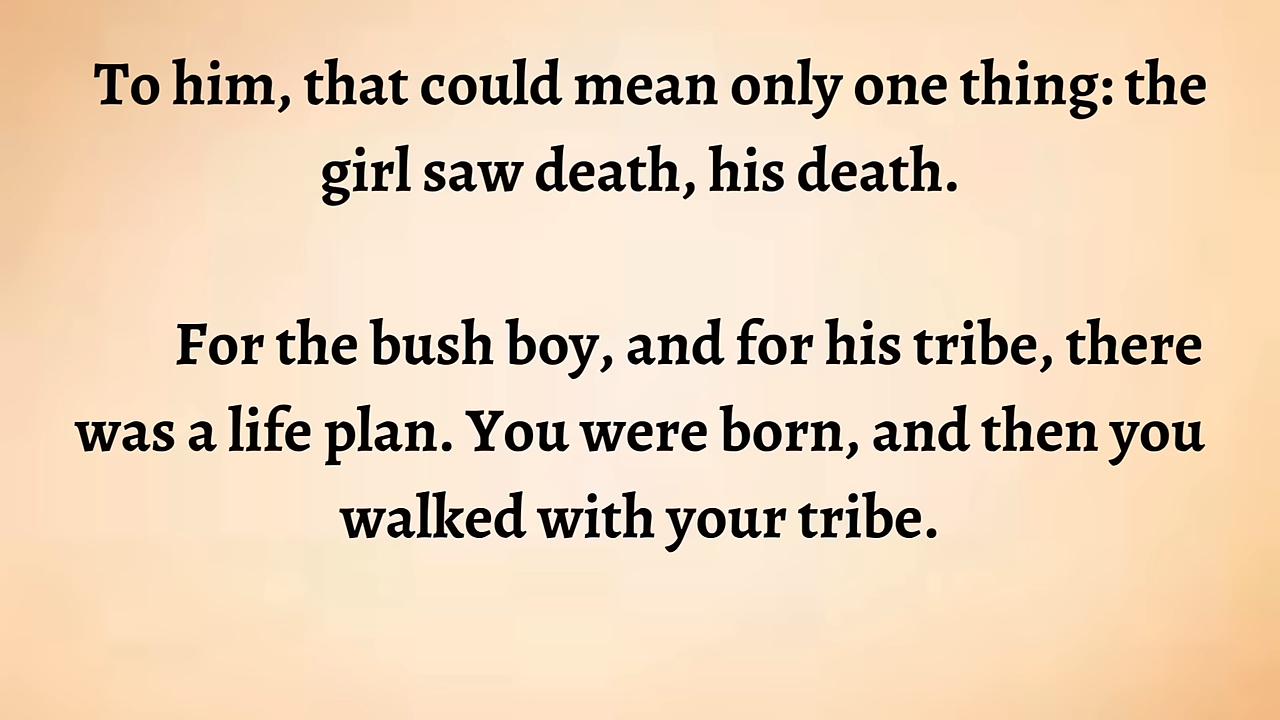 To him, that could mean only one thing: the
girl saw death, his death.
For the bush boy, and for his tribe, there
was a life plan. You were born, and then you
walked with your tribe.